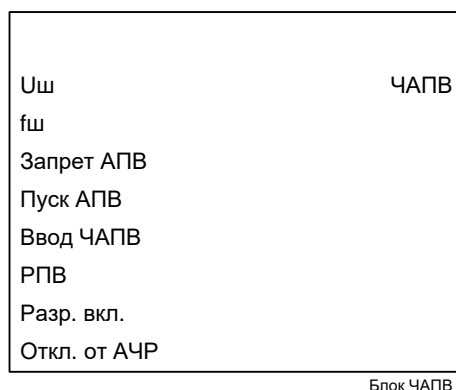 Uш ЧАПВ
fш
Запрет АПВ
Пуск АПВ
Ввод ЧАПВ
РПВ
Разр. вкл.
Откл. от АЧР
Блок ЧАПВ